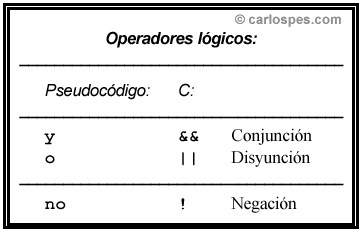 © carlospes.com
Operadores lógicos:
Pseudocódigo: C:
y && Conjunción
o || Disyunción
no ! Negación